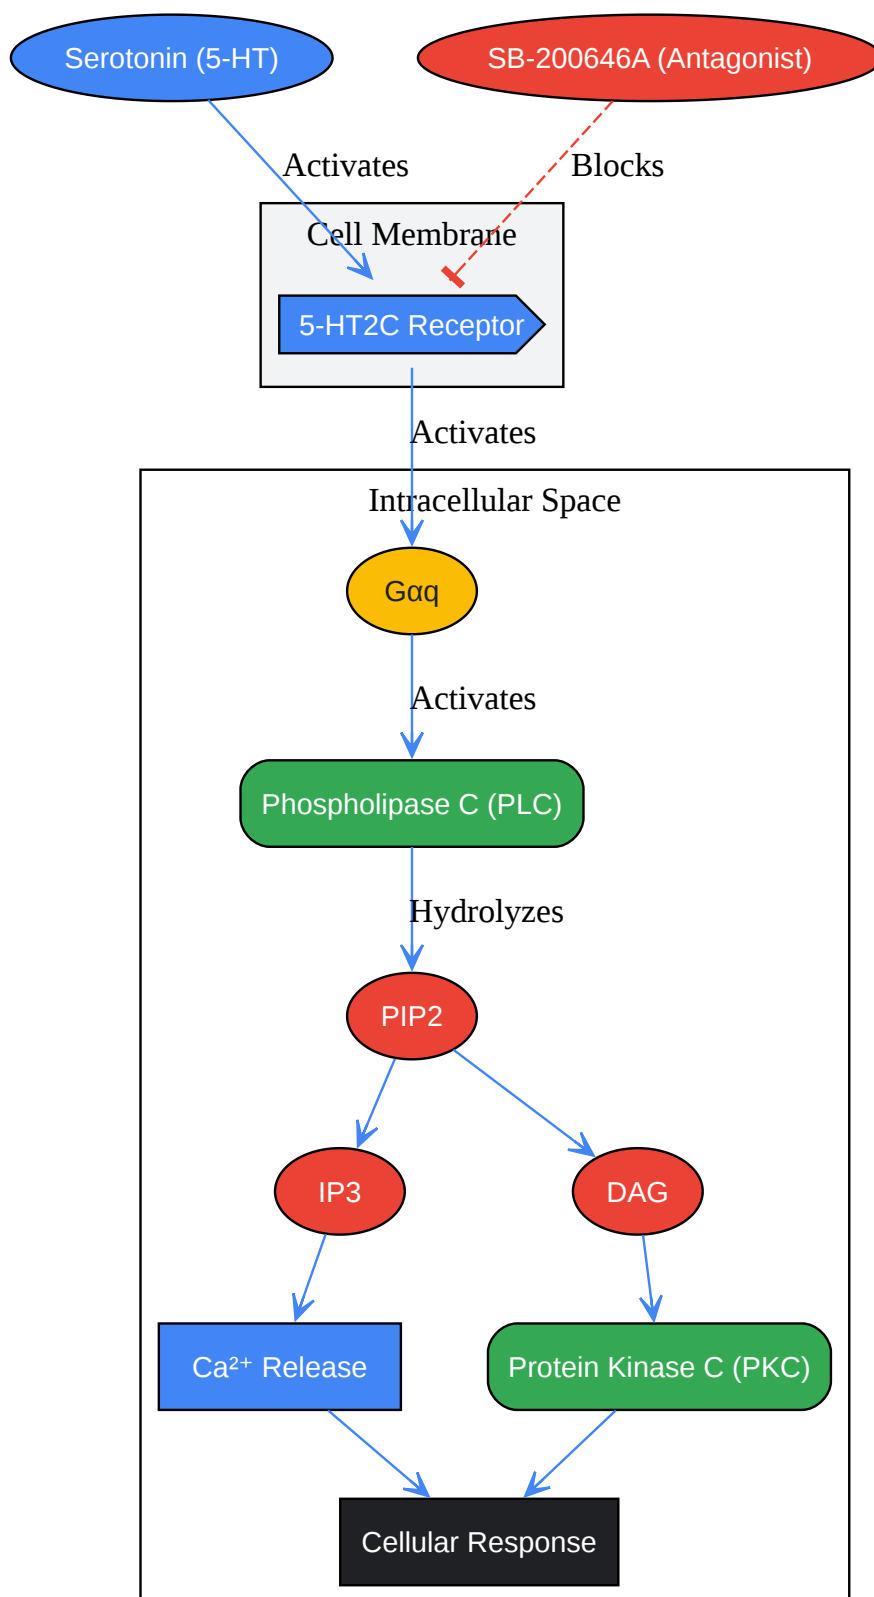 Serotonin (5-HT)
SB-200646A (Antagonist)
Activates
Blocks
Cell Membrane
5-HT2C Receptor
Activates
Intracellular Space
Gαq
Activates
Phospholipase C (PLC)
Hydrolyzes
PIP2
IP3
DAG
Ca²⁺ Release
Protein Kinase C (PKC)
Cellular Response